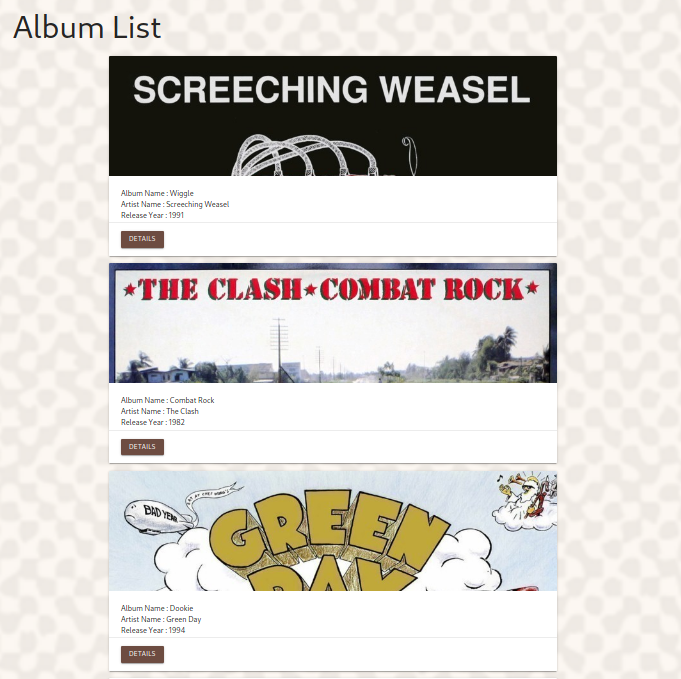 Album List
SCREECHING WEASEL
Album Name : Wiggle
Artist Name : Screeching Weasel
Release Year : 1991
DETAILS
★THE CLASH★COMBAT ROCK★
Album Name : Combat Rock
Artist Name : The Clash
Release Year : 1982
DETAILS
BAD YEAR
GREEN
DAY
Album Name : Dookie
Artist Name : Green Day
Release Year : 1994
DETAILS